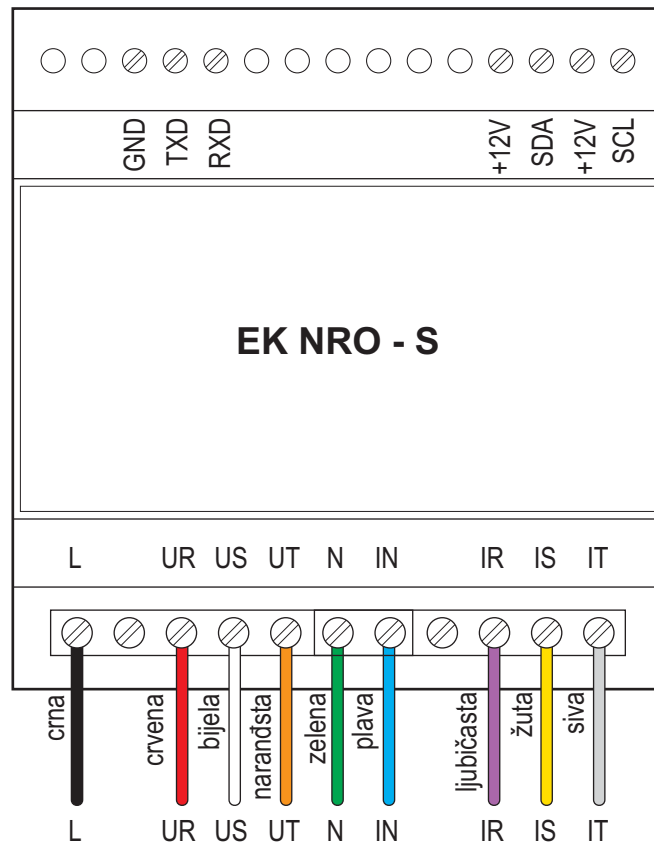 GND TXD RXD +12V SDA +12V SCL
EK NRO - S
L UR US UT N IN IR IS IT
crna crvena bijela naranđsta zelena plava ljubičasta žuta siva
L UR US UT N IN IR IS IT